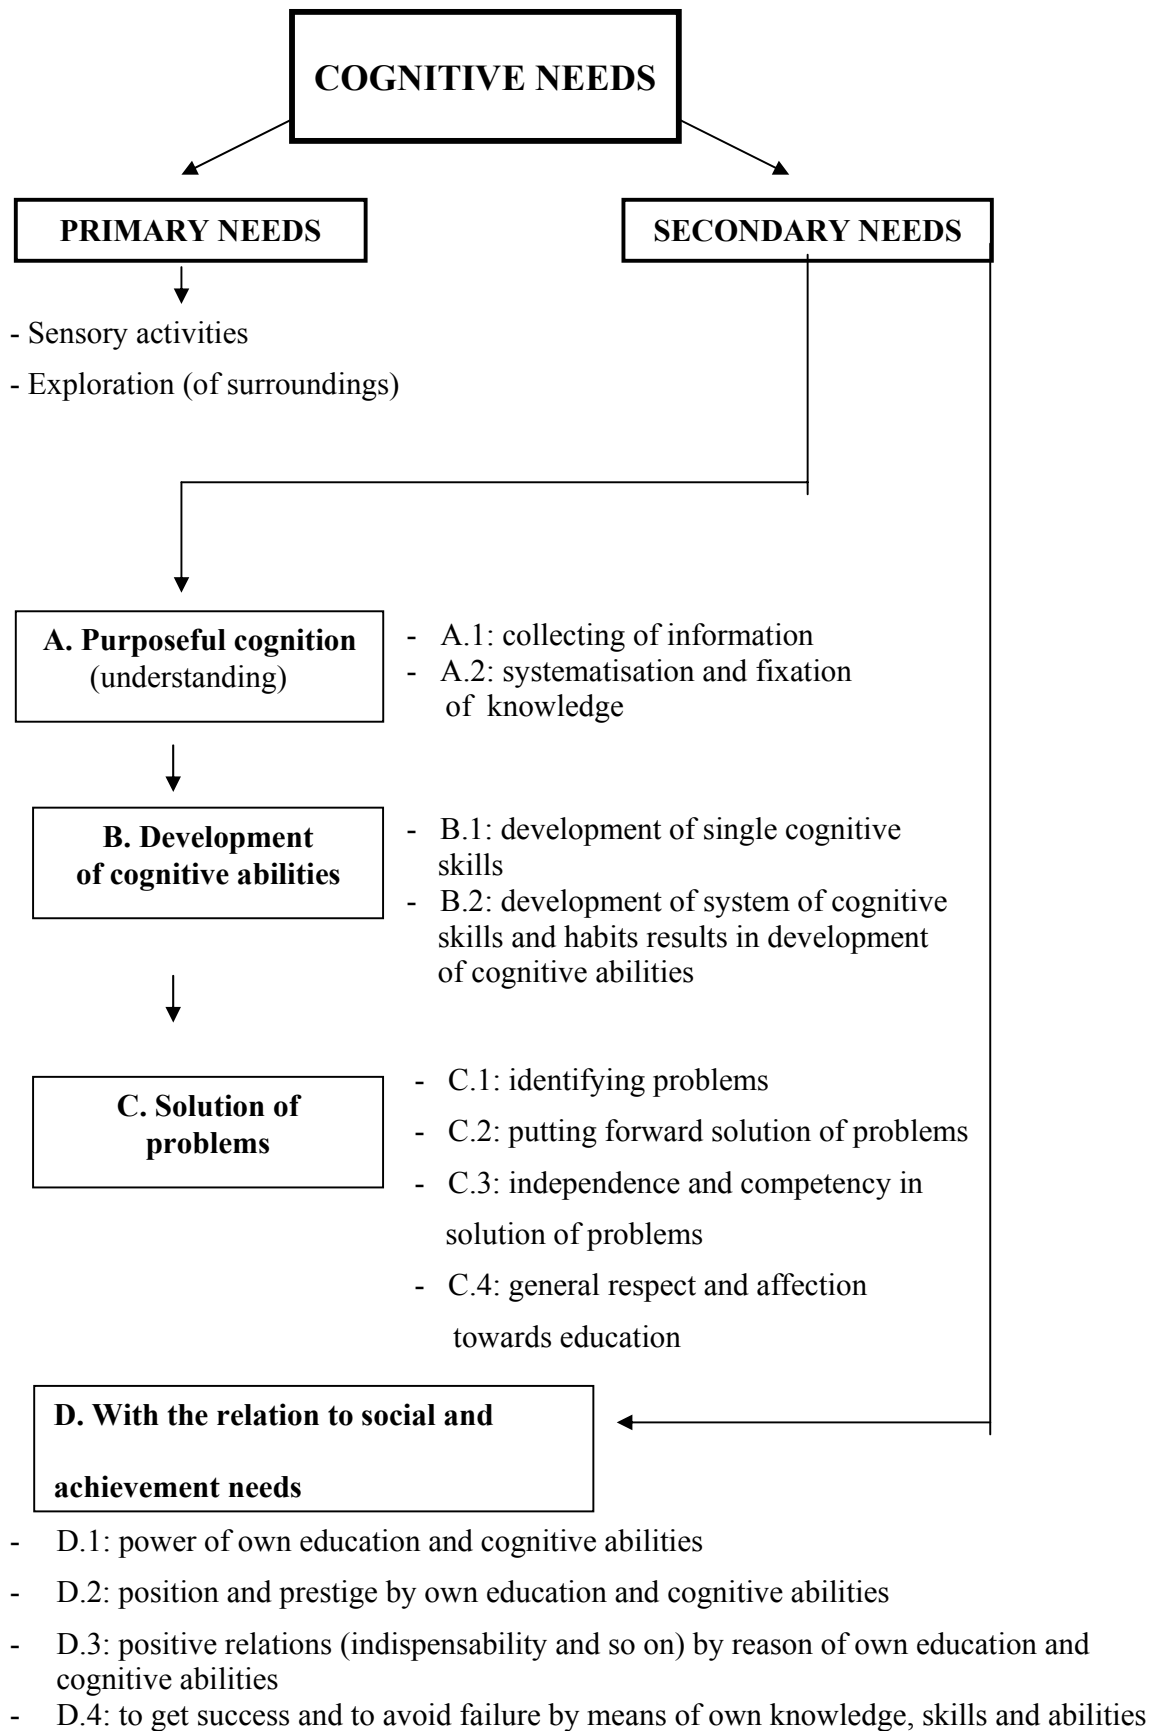 COGNITIVE NEEDS
PRIMARY NEEDS
SECONDARY NEEDS
- Sensory activities
- Exploration (of surroundings)
A. Purposeful cognition
(understanding)
- A.1: collecting of information
- A.2: systematisation and fixation
of knowledge
B. Development
of cognitive abilities
- B.1: development of single cognitive
skills
- B.2: development of system of cognitive
skills and habits results in development
of cognitive abilities
C. Solution of
problems
- C.1: identifying problems
- C.2: putting forward solution of problems
- C.3: independence and competency in
solution of problems
- C.4: general respect and affection
towards education
D. With the relation to social and
achievement needs
- D.1: power of own education and cognitive abilities
- D.2: position and prestige by own education and cognitive abilities
- D.3: positive relations (indispensability and so on) by reason of own education and
cognitive abilities
- D.4: to get success and to avoid failure by means of own knowledge, skills and abilities